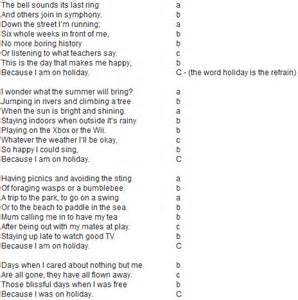 The bell sounds its last ring a
And others join in symphony. b
Down the street I'm running; a
Six whole weeks in front of me, b
No more boring history b
Or listening to what teachers say. c
This is the day that makes me happy, b
Because I am on holiday. C - (the word holiday is the refrain)
I wonder what the summer will bring? a
Jumping in rivers and climbing a tree b
When the sun is bright and shining. a
Staying indoors when outside it's rainy b
Playing on the Xbox or the Wii. b
Whatever the weather I'll be okay, c
So happy I could sing, b
Because I am on holiday. C
Having picnics and avoiding the sting a
Of foraging wasps or a bumblebee. b
A trip to the park, to go on a swing a
Or to the beach to paddle in the sea. b
Mum calling me in to have my tea b
After being out with my mates at play. c
Staying up late to watch good TV b
Because I am on holiday. C
Days when I cared about nothing but me b
Are all gone, they have all flown away. c
Those blissful days when I was free b
Because I was on holiday. C